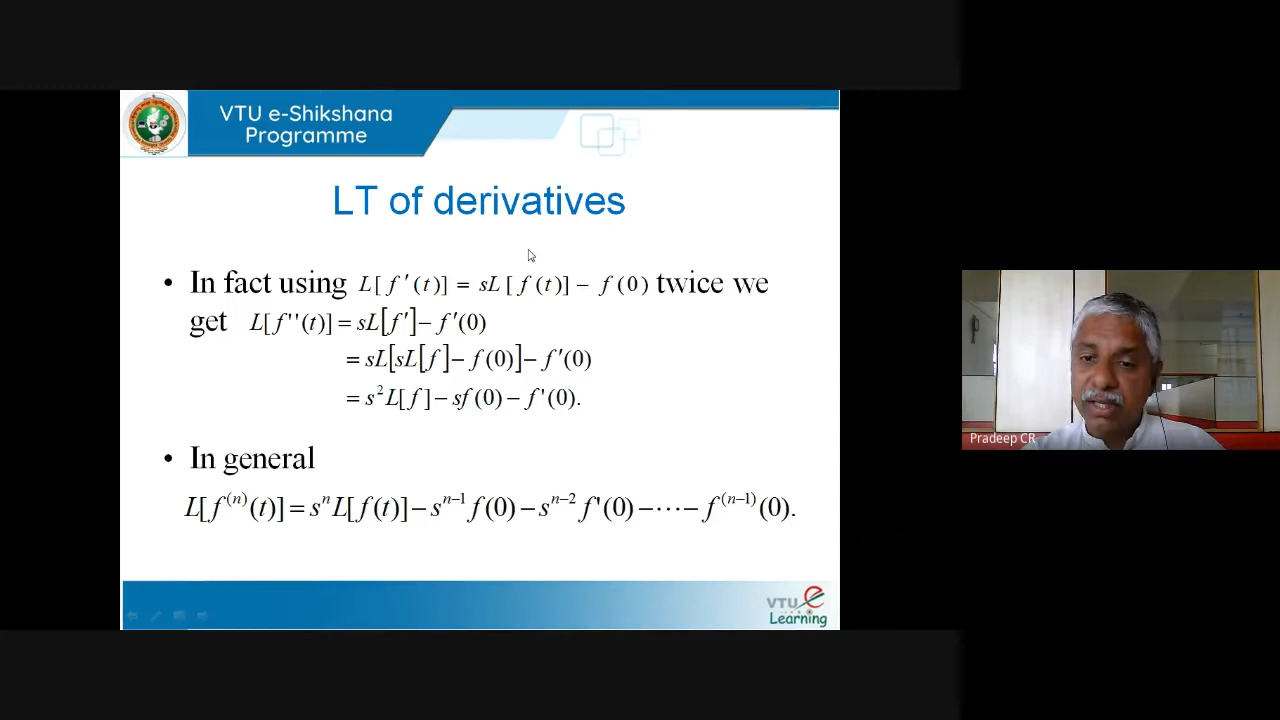 VTU e-Shikshana
Programme
LT of derivatives
• In fact using L[f'(t)] = sL[f(t)] − f(0) twice we
get L[f''(t)] = sL[f'] − f'(0)
= sL[sL[f] − f(0)] − f'(0)
= s²L[f] − sf(0) − f'(0).
• In general
L[f⁽ⁿ⁾(t)] = sⁿL[f(t)] − sⁿ⁻¹f(0) − sⁿ⁻²f'(0) − ⋯ − f⁽ⁿ⁻¹⁾(0).
Pradeep CR
VTU e
Learning